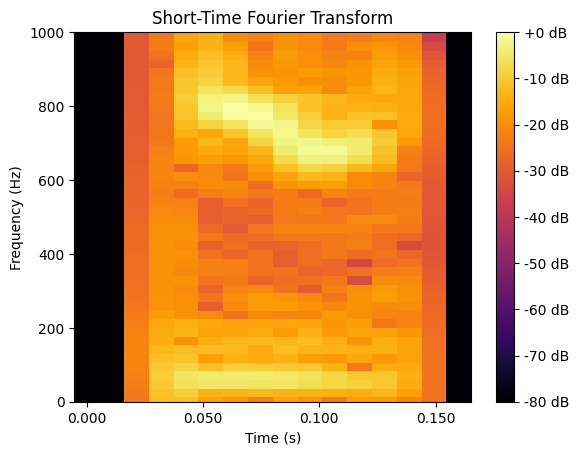 Short-Time Fourier Transform
1000
800
600
400
200
0
Frequency (Hz)
0.000
0.050
0.100
0.150
Time (s)
+0 dB
-10 dB
-20 dB
-30 dB
-40 dB
-50 dB
-60 dB
-70 dB
-80 dB